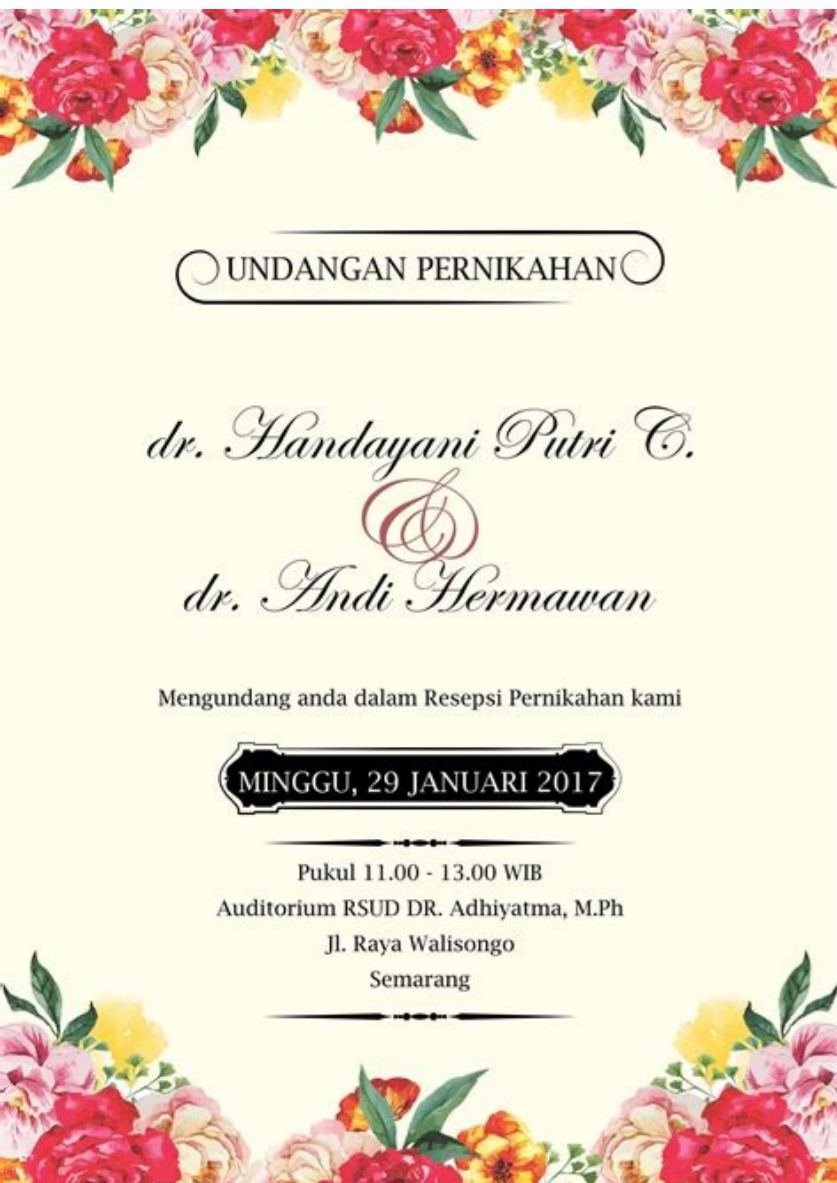 UNDANGAN PERNIKAHAN
dr. Handayani Putri C.
&
dr. Andi Hermawan
Mengundang anda dalam Resepsi Pernikahan kami
MINGGU, 29 JANUARI 2017
Pukul 11.00 - 13.00 WIB
Auditorium RSUD DR. Adhiyatma, M.Ph
Jl. Raya Walisongo
Semarang